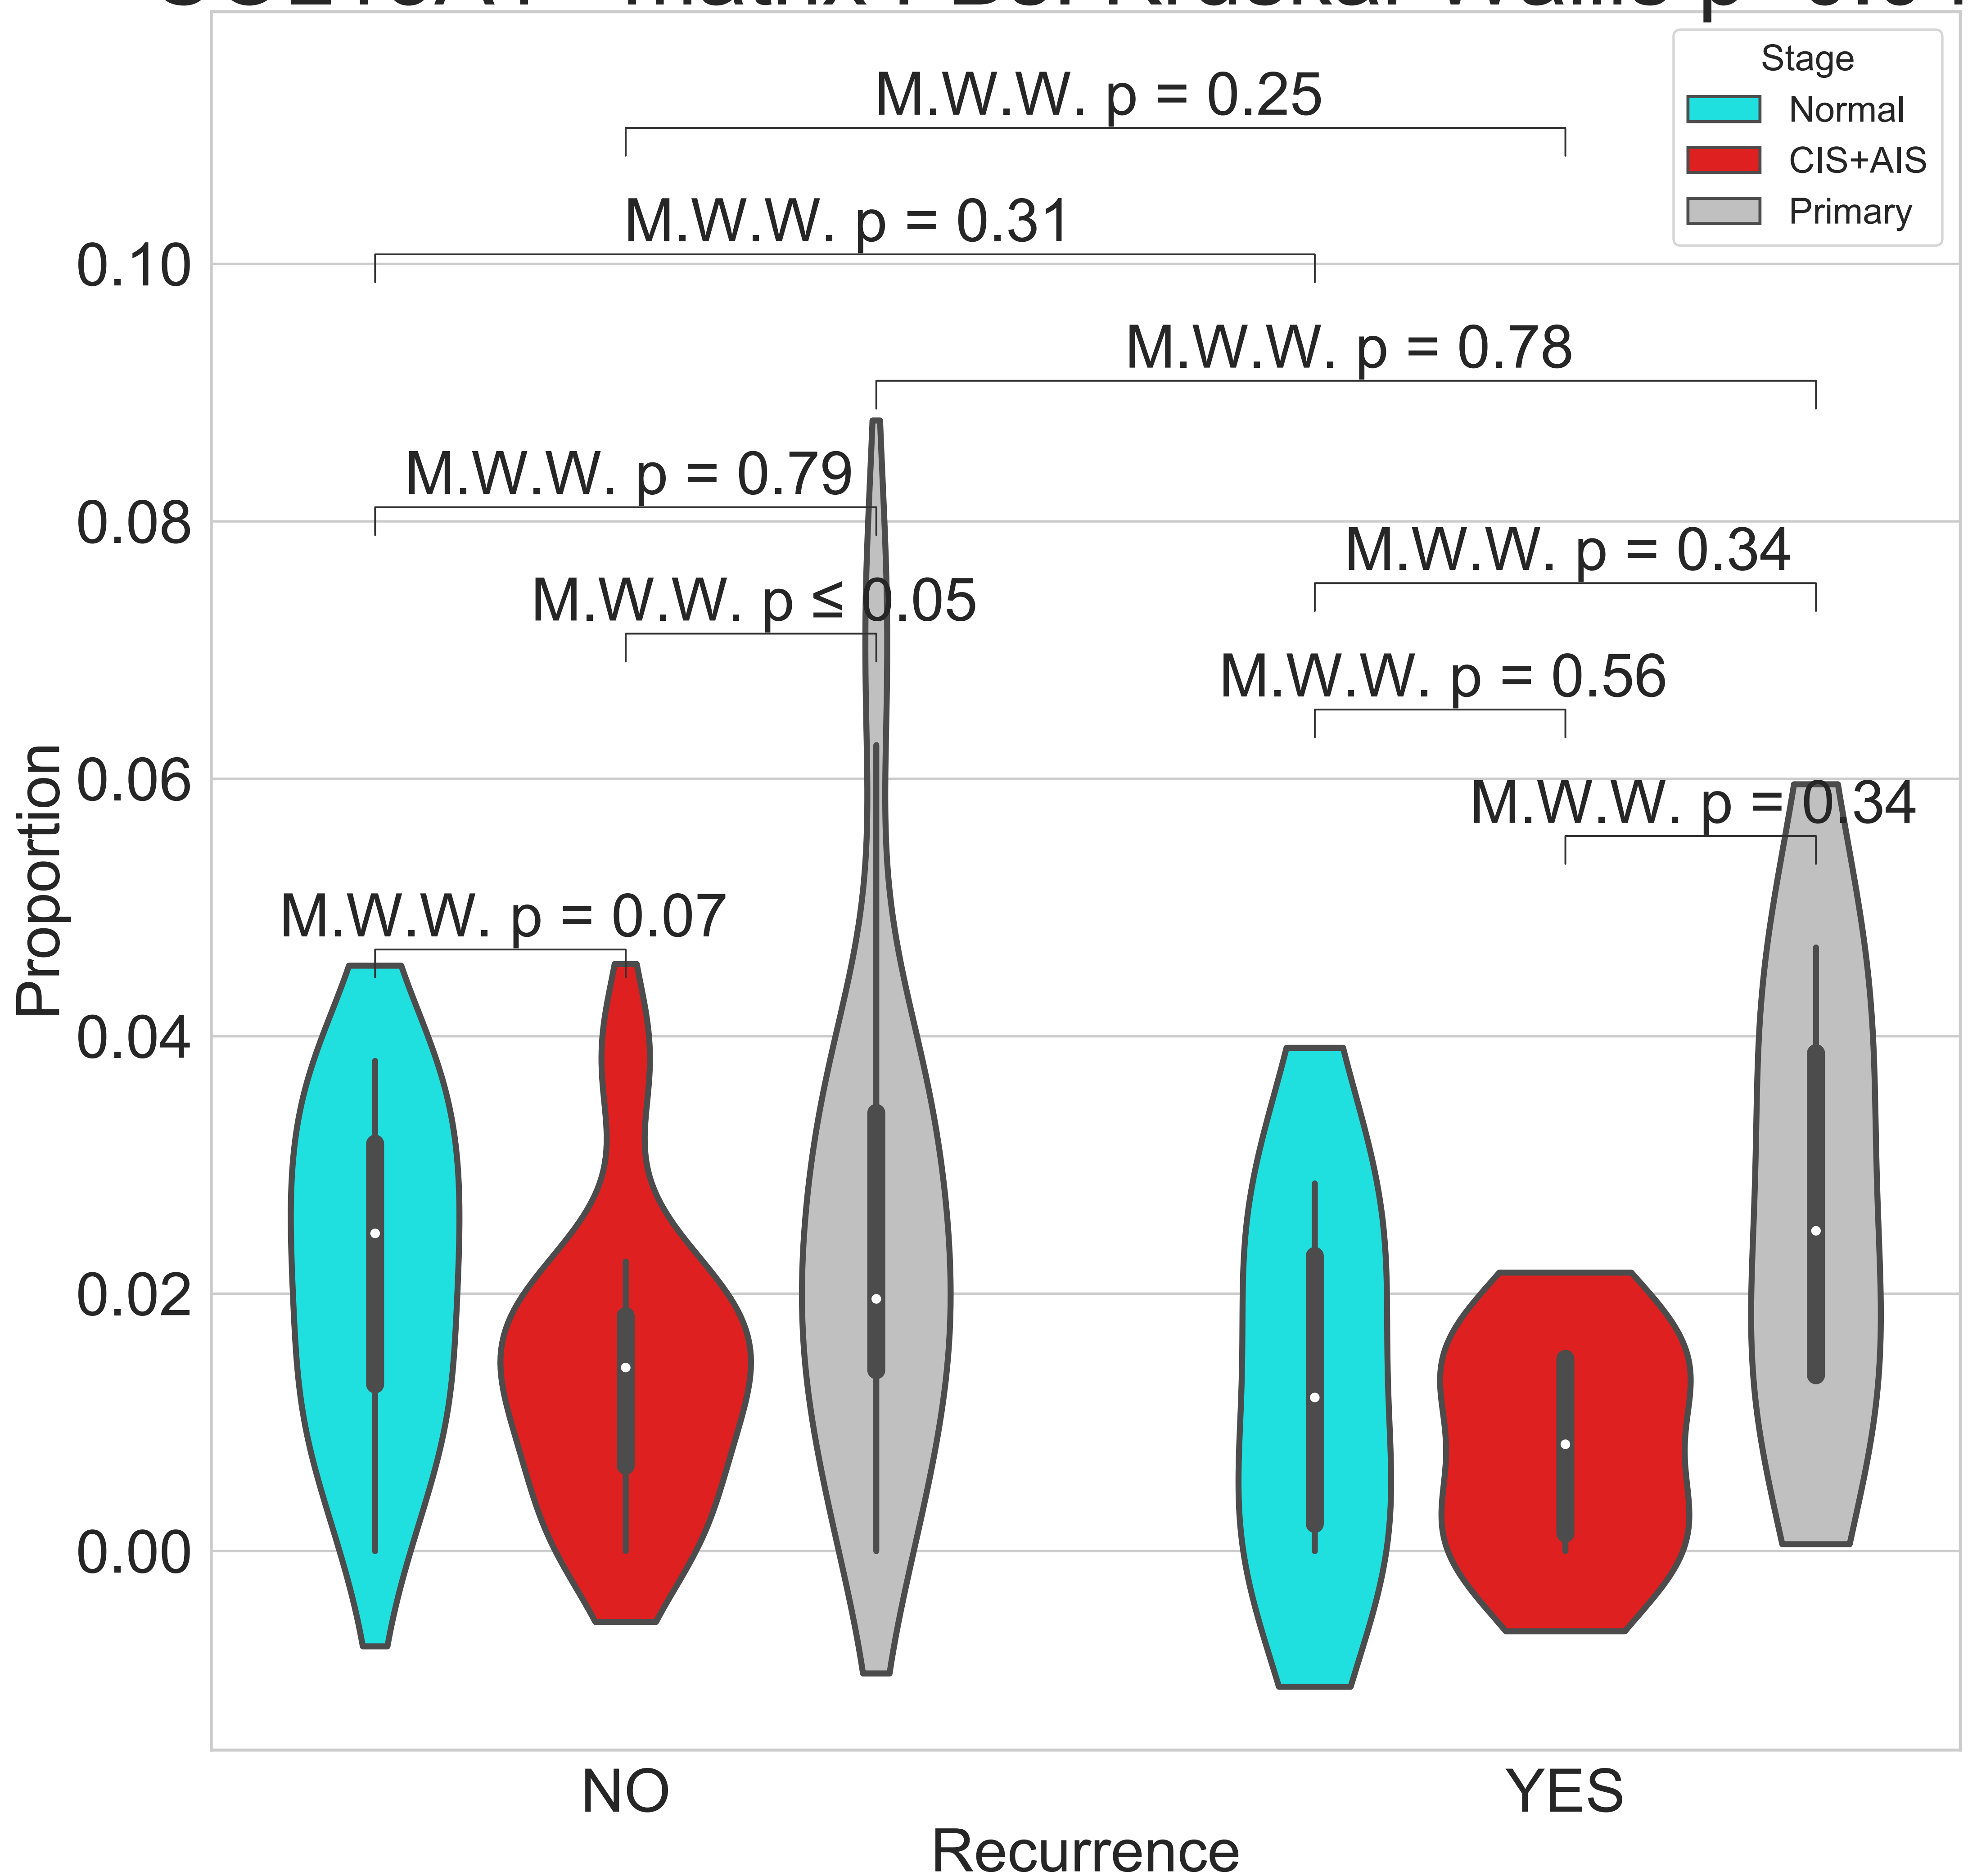 M.W.W. p = 0.25
M.W.W. p = 0.31
M.W.W. p = 0.78
M.W.W. p = 0.79
M.W.W. p = 0.34
M.W.W. p ≤ 0.05
M.W.W. p = 0.56
M.W.W. p = 0.34
M.W.W. p = 0.07
Stage
Normal
CIS+AIS
Primary
Proportion
0.10
0.08
0.06
0.04
0.02
0.00
NO
YES
Recurrence